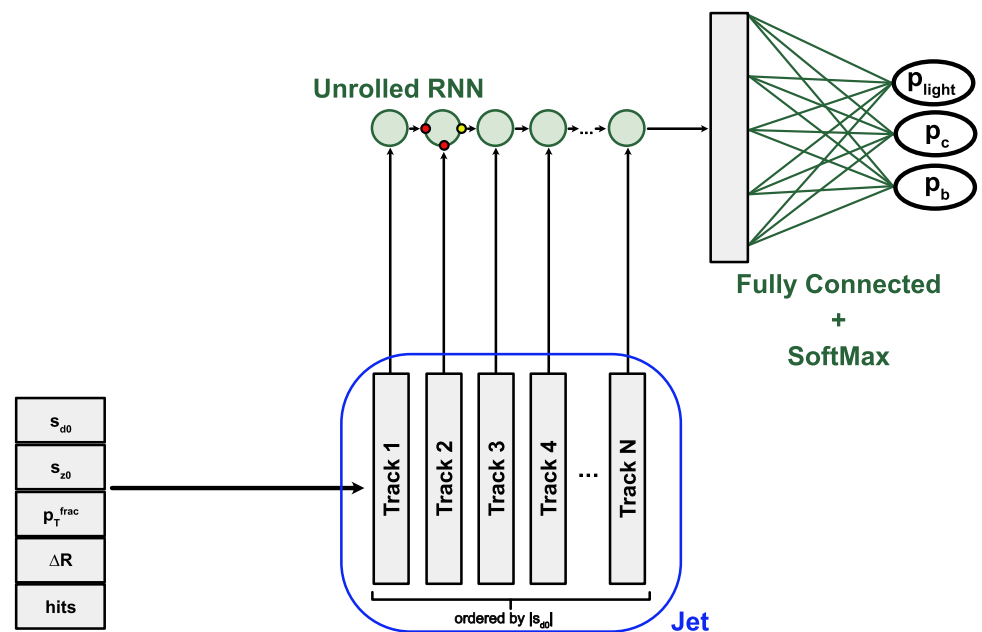 Unrolled RNN
...
p_light
p_c
p_b
Fully Connected
+
SoftMax
s_d0
s_z0
p_T^frac
ΔR
hits
Track 1
Track 2
Track 3
Track 4
...
Track N
ordered by |s_d0|
Jet